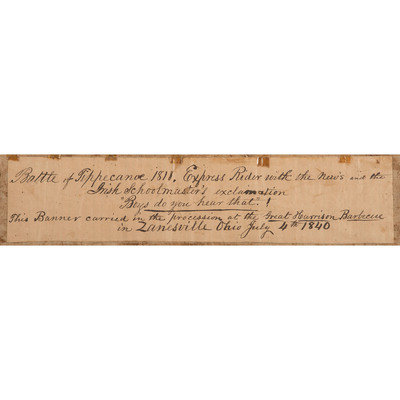 Battle of Tippecanoe 1811, Express Rider with the News and the
Irish Schoolmaster's exclamation
"Boys do you hear that"!
This Banner carried in the procession at the Great Harrison Barbecue
in Zanesville Ohio July 4th 1840